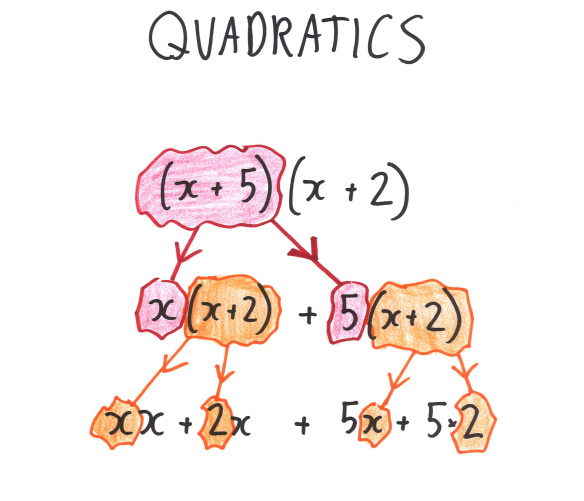 QUADRATICS
(x + 5)(x + 2)
x(x+2) + 5(x+2)
xx + 2x + 5x + 5·2